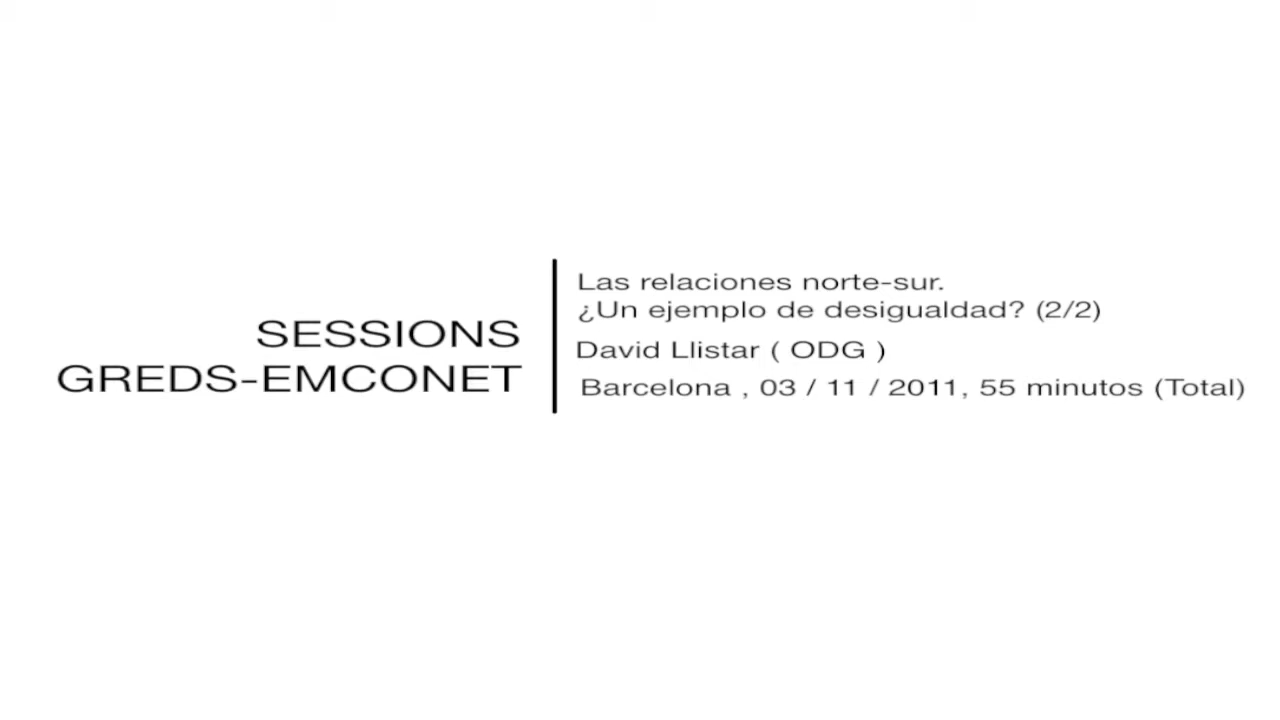 SESSIONS
GREDS-EMCONET
Las relaciones norte-sur.
¿Un ejemplo de desigualdad? (2/2)
David Llistar ( ODG )
Barcelona , 03 / 11 / 2011, 55 minutos (Total)